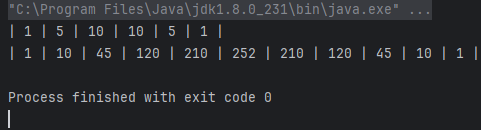 "C:\Program Files\Java\jdk1.8.0_231\bin\java.exe" ...
| 1 | 5 | 10 | 10 | 5 | 1 |
| 1 | 10 | 45 | 120 | 210 | 252 | 210 | 120 | 45 | 10 | 1 |
Process finished with exit code 0